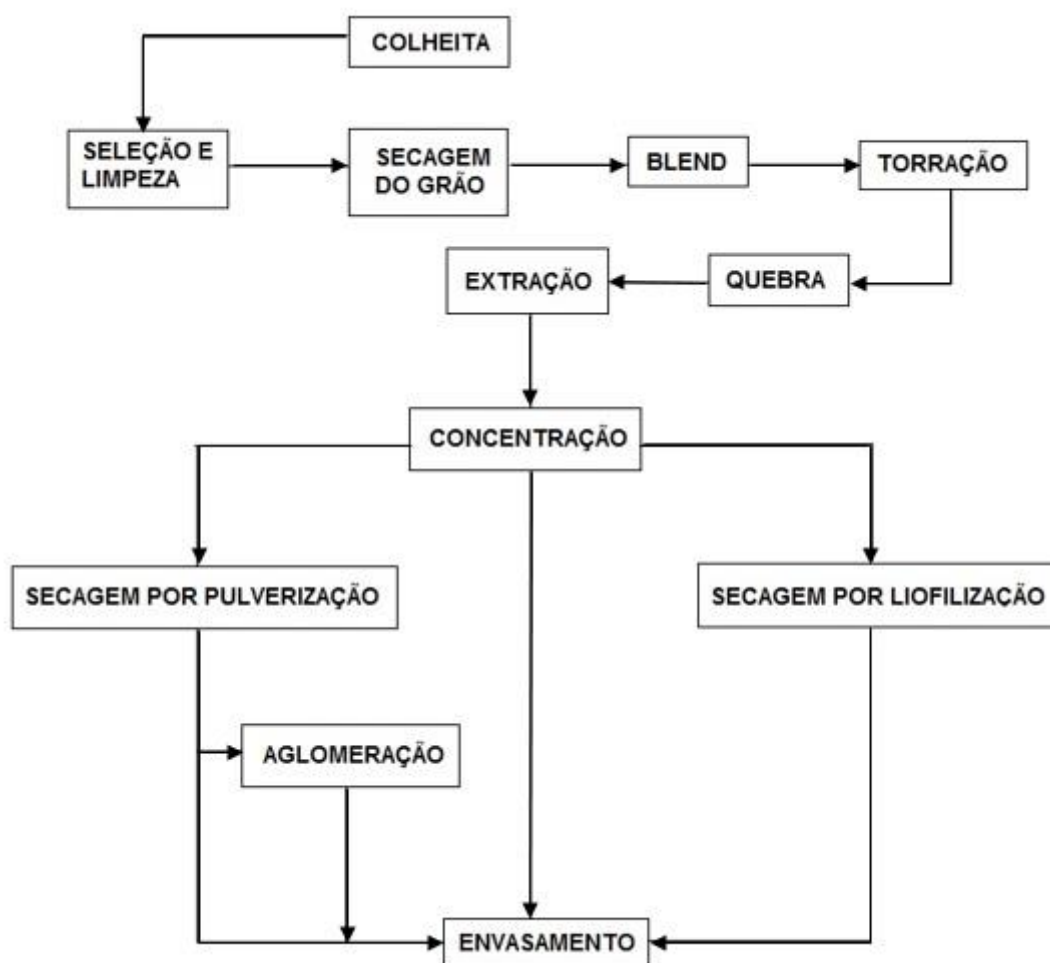 COLHEITA
SELEÇÃO E
LIMPEZA
SECAGEM
DO GRÃO
BLEND
TORRAÇÃO
EXTRAÇÃO
QUEBRA
CONCENTRAÇÃO
SECAGEM POR PULVERIZAÇÃO
SECAGEM POR LIOFILIZAÇÃO
AGLOMERAÇÃO
ENVASAMENTO